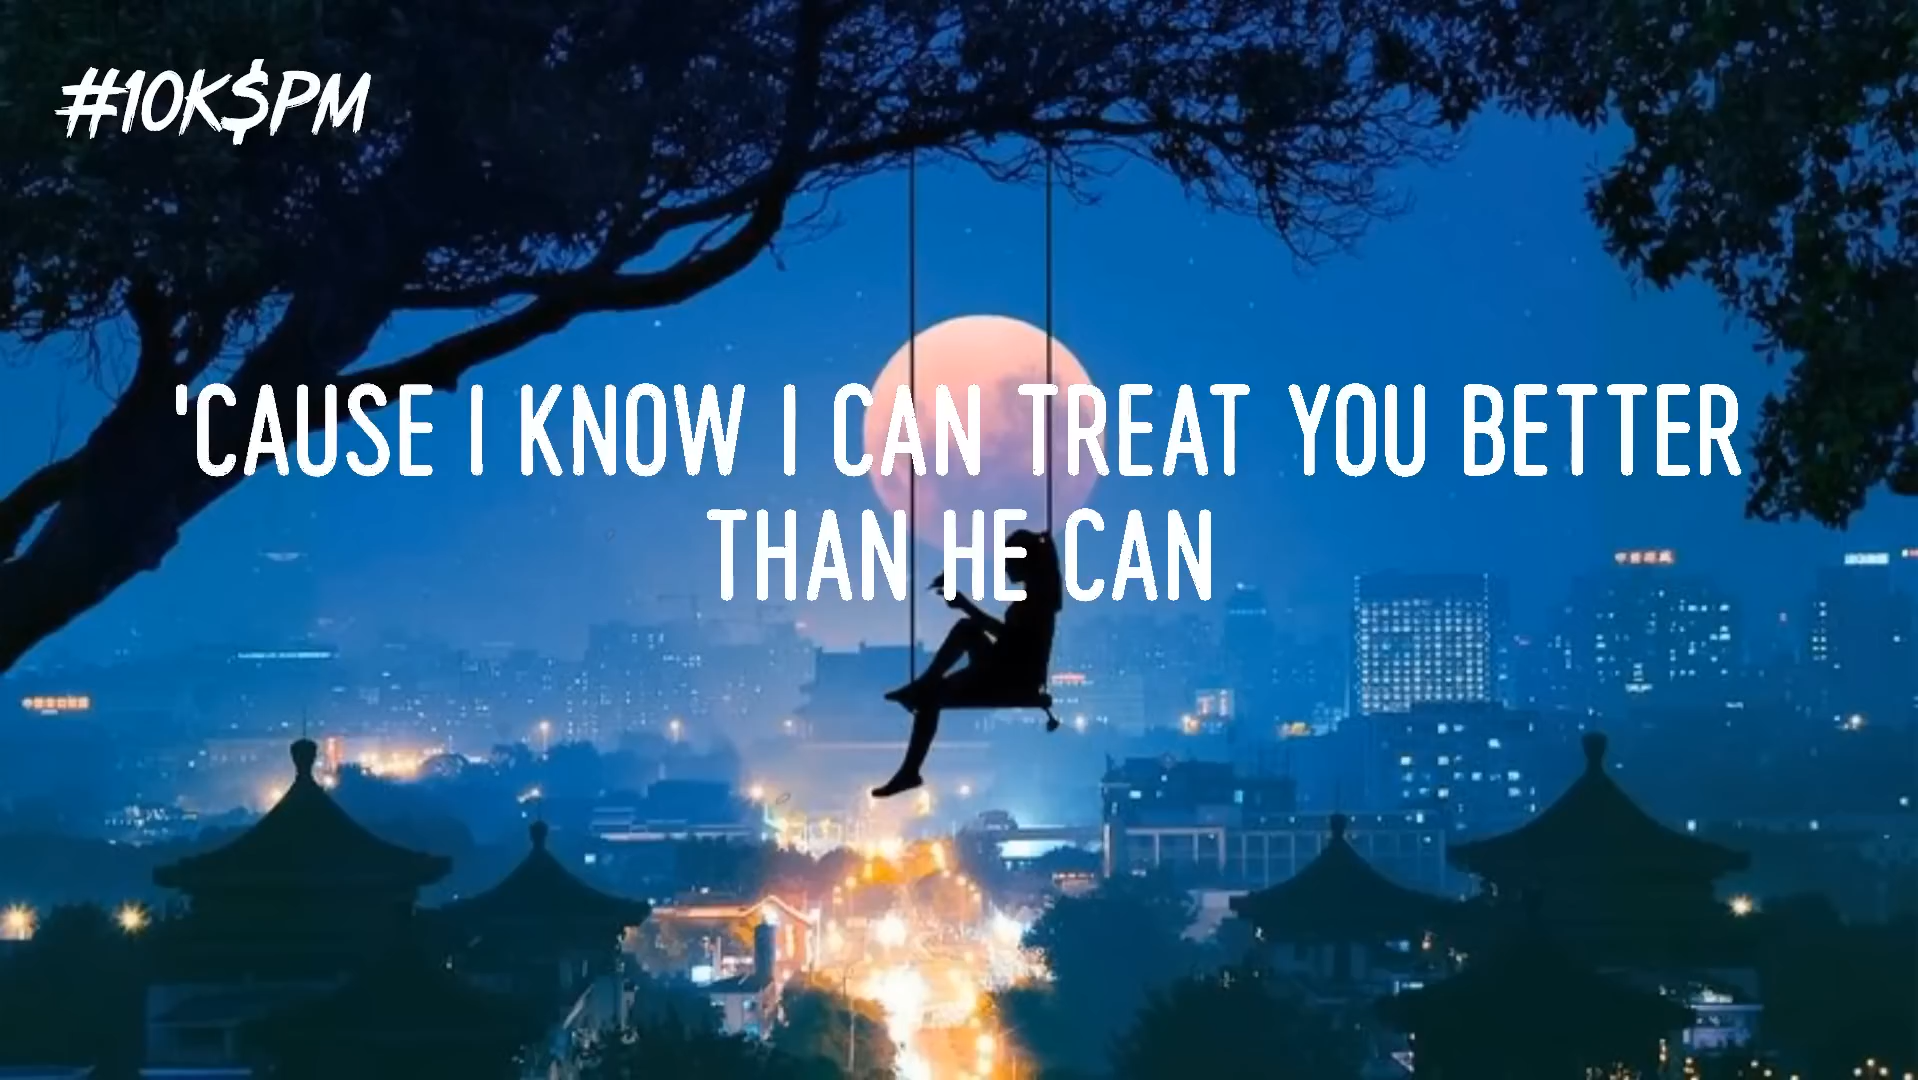 #10K$PM
'CAUSE I KNOW I CAN TREAT YOU BETTER
THAN HE CAN